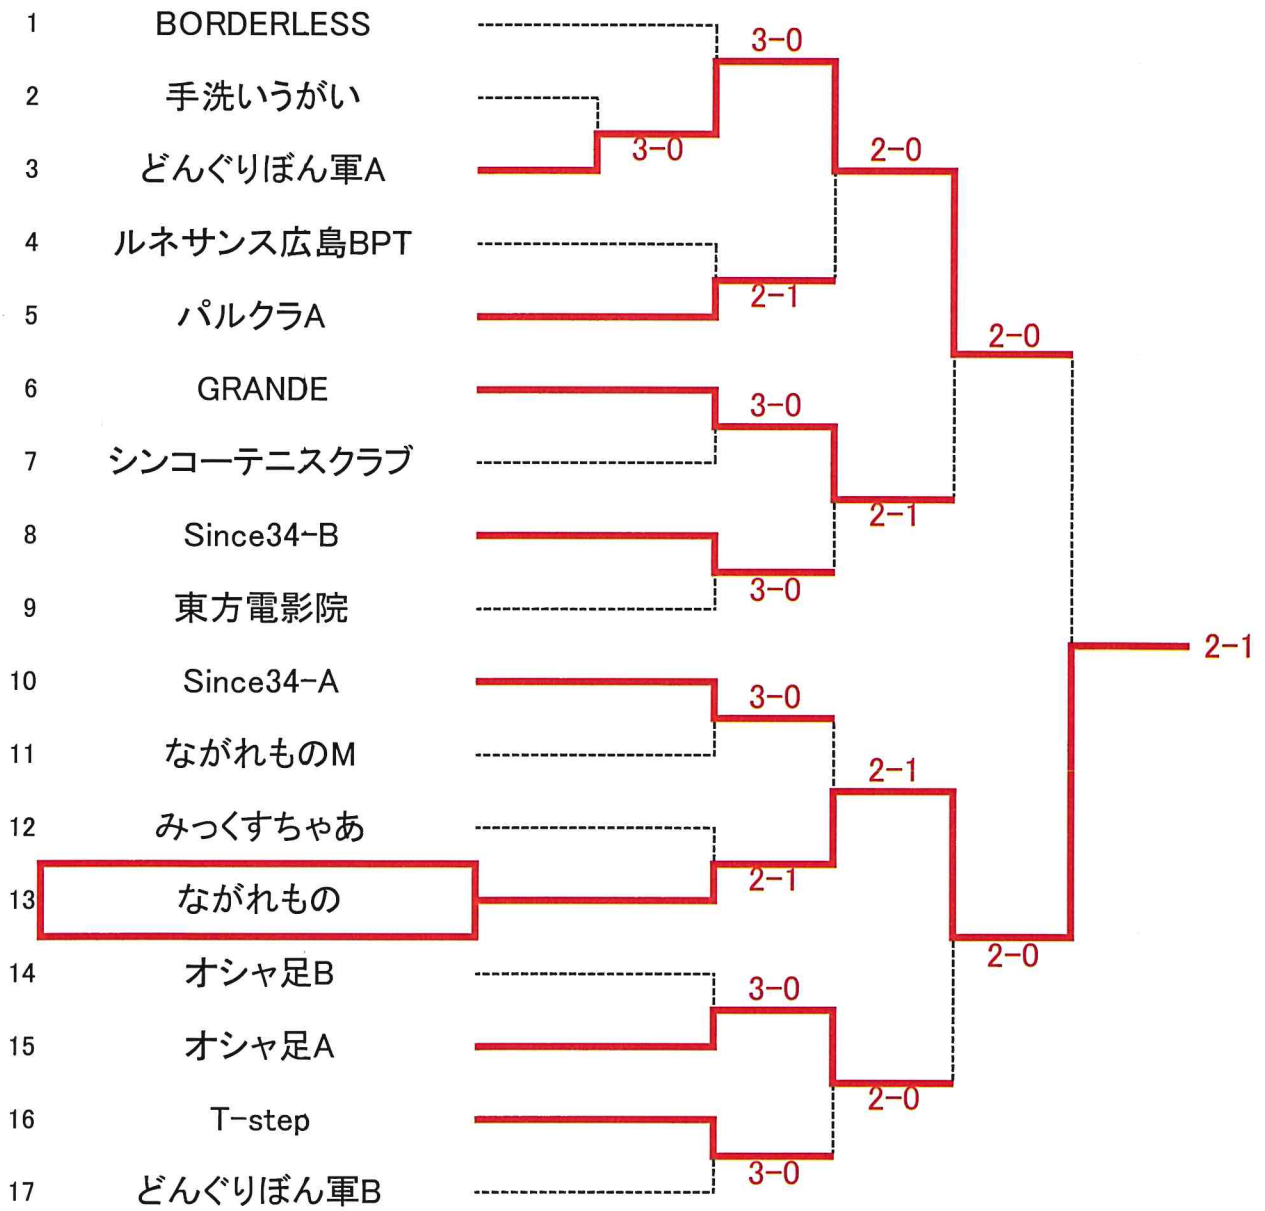 1 BORDERLESS
3-0
2 手洗いうがい
3-0
2-0
3 どんぐりぼん軍A
4 ルネサンス広島BPT
2-1
5 パルクラA
2-0
6 GRANDE
3-0
7 シンコーテニスクラブ
2-1
8 Since34-B
3-0
9 東方電影院
2-1
10 Since34-A
3-0
11 ながれものM
2-1
12 みっくすちゃあ
2-1
13 ながれもの
2-0
14 オシャ足B
3-0
15 オシャ足A
2-0
16 T-step
3-0
17 どんぐりぼん軍B